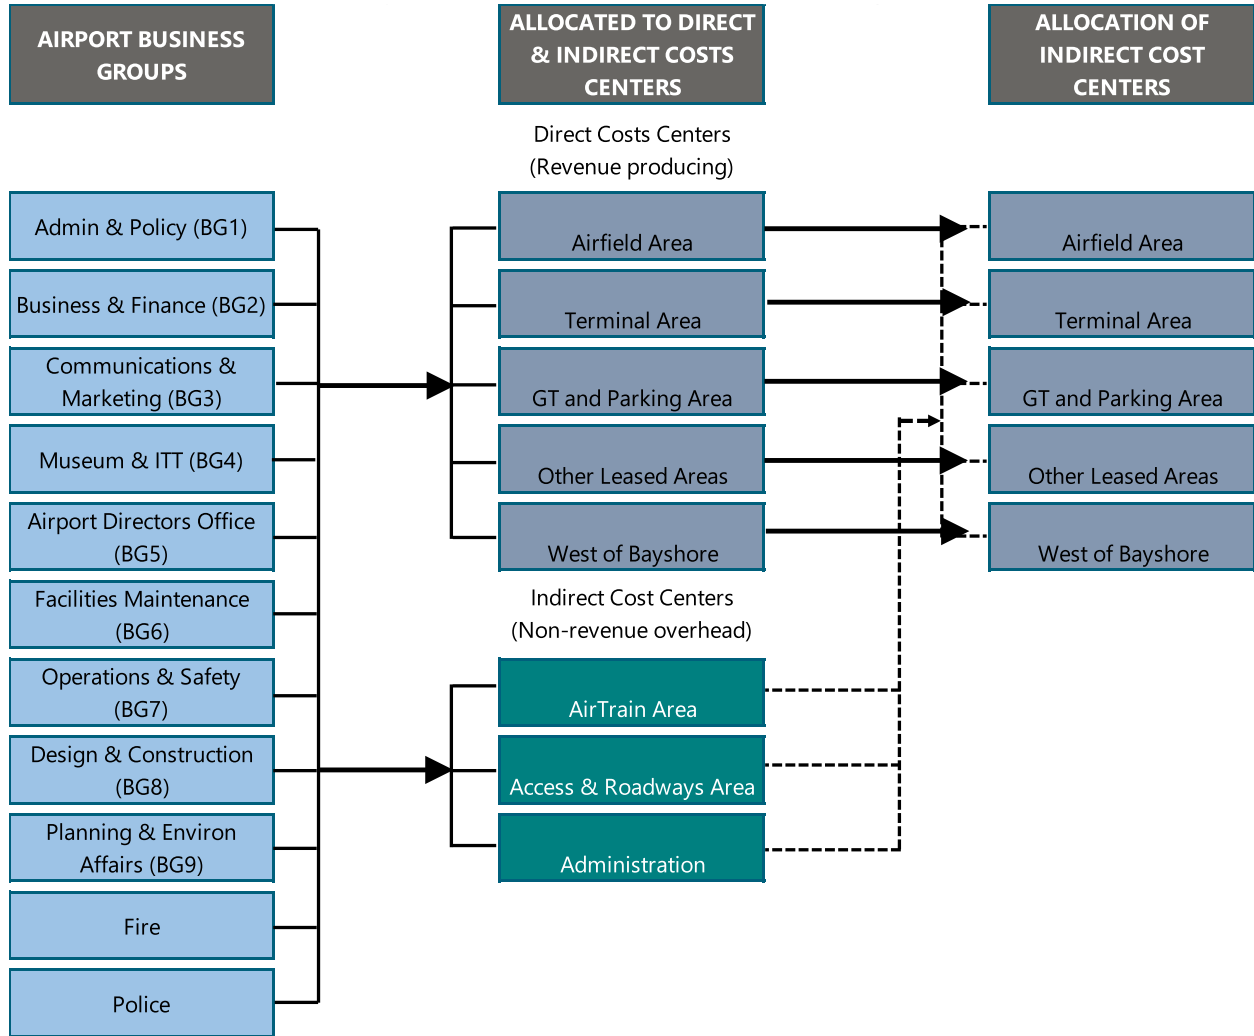 AIRPORT BUSINESS
GROUPS
ALLOCATED TO DIRECT
& INDIRECT COSTS
CENTERS
ALLOCATION OF
INDIRECT COST
CENTERS
Direct Costs Centers
(Revenue producing)
Admin & Policy (BG1)
Business & Finance (BG2)
Communications &
Marketing (BG3)
Museum & ITT (BG4)
Airport Directors Office
(BG5)
Facilities Maintenance
(BG6)
Operations & Safety
(BG7)
Design & Construction
(BG8)
Planning & Environ
Affairs (BG9)
Fire
Police
Airfield Area
Terminal Area
GT and Parking Area
Other Leased Areas
West of Bayshore
Indirect Cost Centers
(Non-revenue overhead)
AirTrain Area
Access & Roadways Area
Administration
Airfield Area
Terminal Area
GT and Parking Area
Other Leased Areas
West of Bayshore